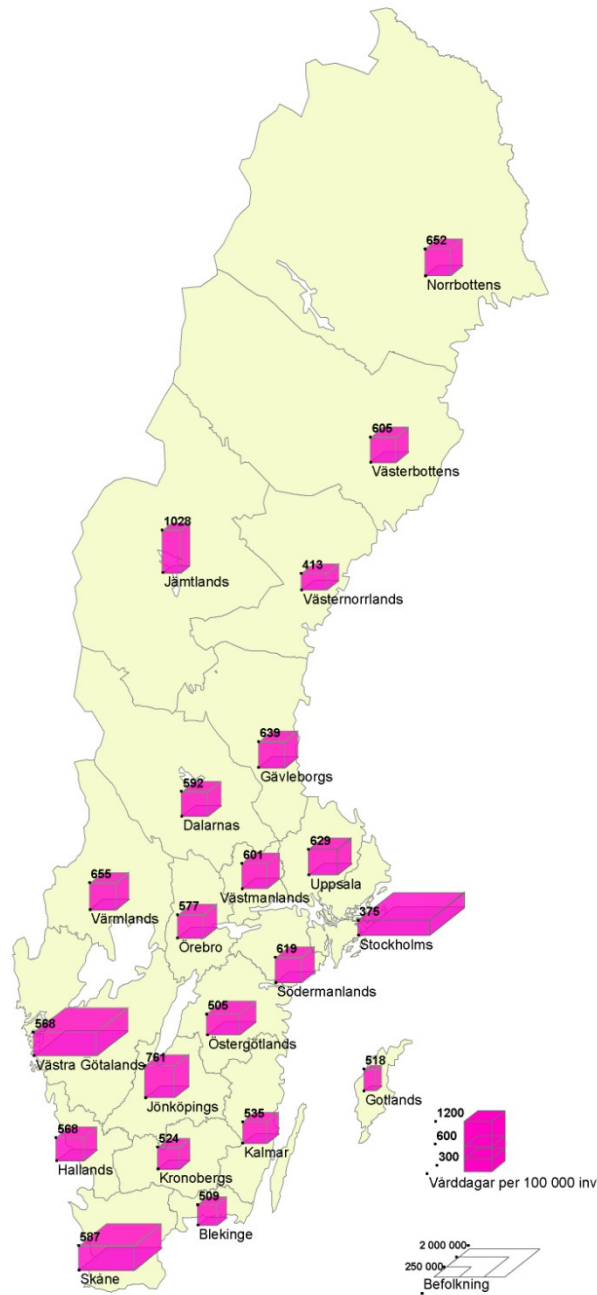 652
Norrbottens
605
Västerbottens
1028
Jämtlands
413
Västernorrlands
639
Gävleborgs
592
Dalarnas
629
Uppsala
601
Västmanlands
655
Värmlands
577
Örebro
375
Stockholms
619
Södermanlands
505
Östergötlands
568
Västra Götalands
761
Jönköpings
518
Gotlands
535
Kalmar
568
Hallands
524
Kronobergs
509
Blekinge
587
Skåne
1200
600
300
Vårddagar per 100 000 inv
2 000 000
250 000
Befolkning